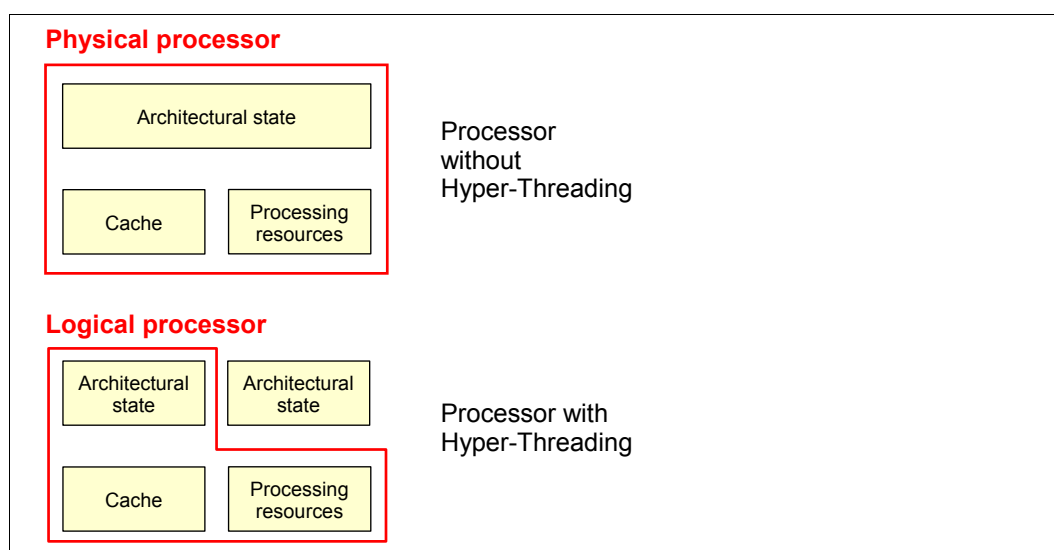 Physical processor
Architectural state
Cache
Processing
resources
Processor
without
Hyper-Threading
Logical processor
Architectural
state
Architectural
state
Cache
Processing
resources
Processor with
Hyper-Threading